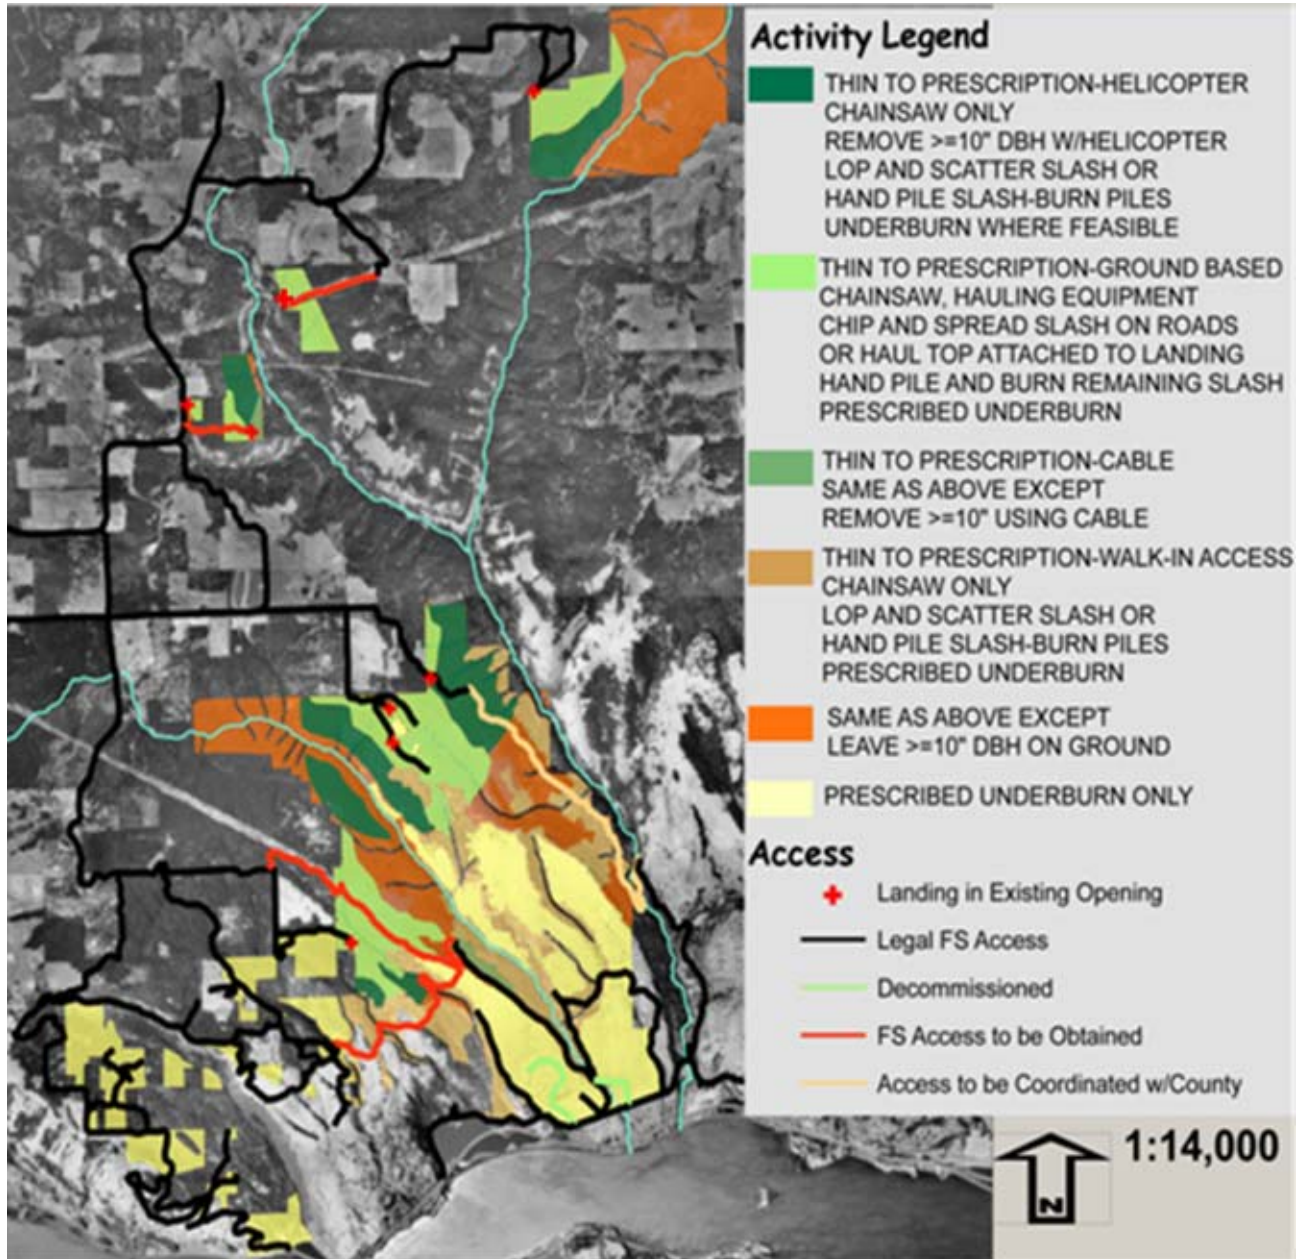 Activity Legend
THIN TO PRESCRIPTION-HELICOPTER
CHAINSAW ONLY
REMOVE >=10" DBH W/HELICOPTER
LOP AND SCATTER SLASH OR
HAND PILE SLASH-BURN PILES
UNDERBURN WHERE FEASIBLE
THIN TO PRESCRIPTION-GROUND BASED
CHAINSAW, HAULING EQUIPMENT
CHIP AND SPREAD SLASH ON ROADS
OR HAUL TOP ATTACHED TO LANDING
HAND PILE AND BURN REMAINING SLASH
PRESCRIBED UNDERBURN
THIN TO PRESCRIPTION-CABLE
SAME AS ABOVE EXCEPT
REMOVE >=10" USING CABLE
THIN TO PRESCRIPTION-WALK-IN ACCESS
CHAINSAW ONLY
LOP AND SCATTER SLASH OR
HAND PILE SLASH-BURN PILES
PRESCRIBED UNDERBURN
SAME AS ABOVE EXCEPT
LEAVE >=10" DBH ON GROUND
PRESCRIBED UNDERBURN ONLY
Access
Landing in Existing Opening
Legal FS Access
Decommissioned
FS Access to be Obtained
Access to be Coordinated w/County
N
1:14,000